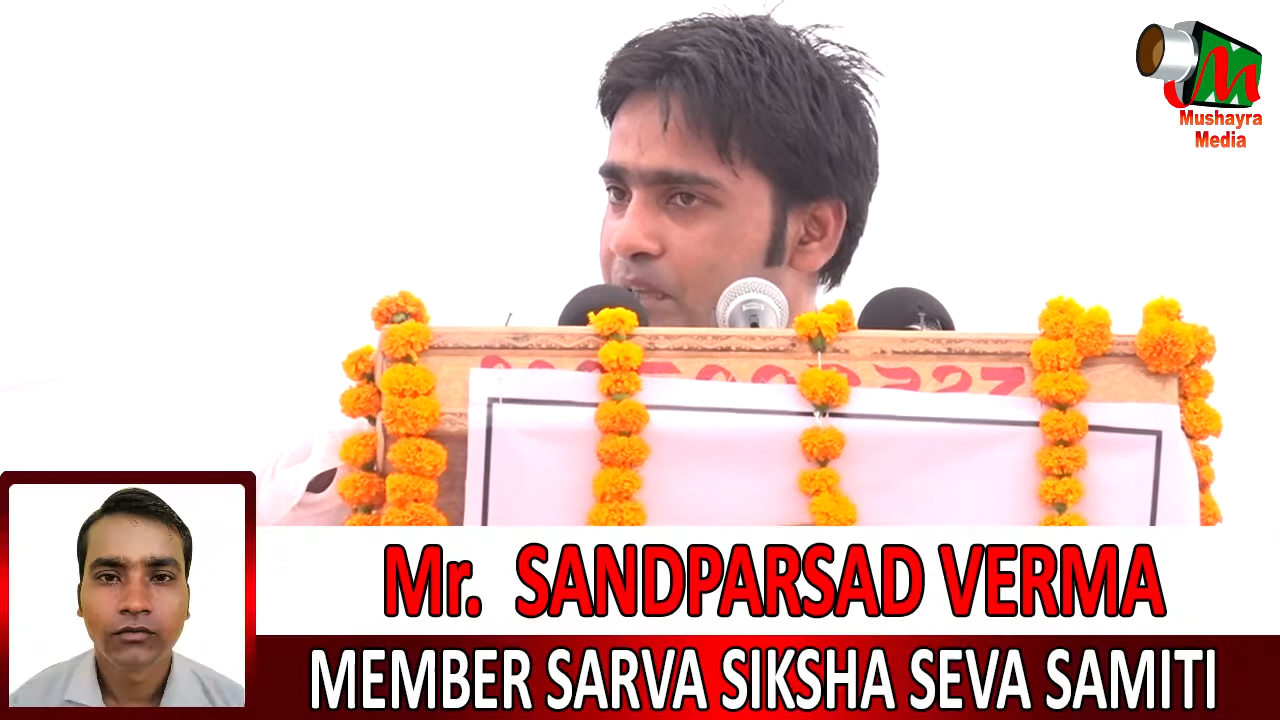 Mushayra
Media
Mr. SANDPARSAD VERMA
MEMBER SARVA SIKSHA SEVA SAMITI